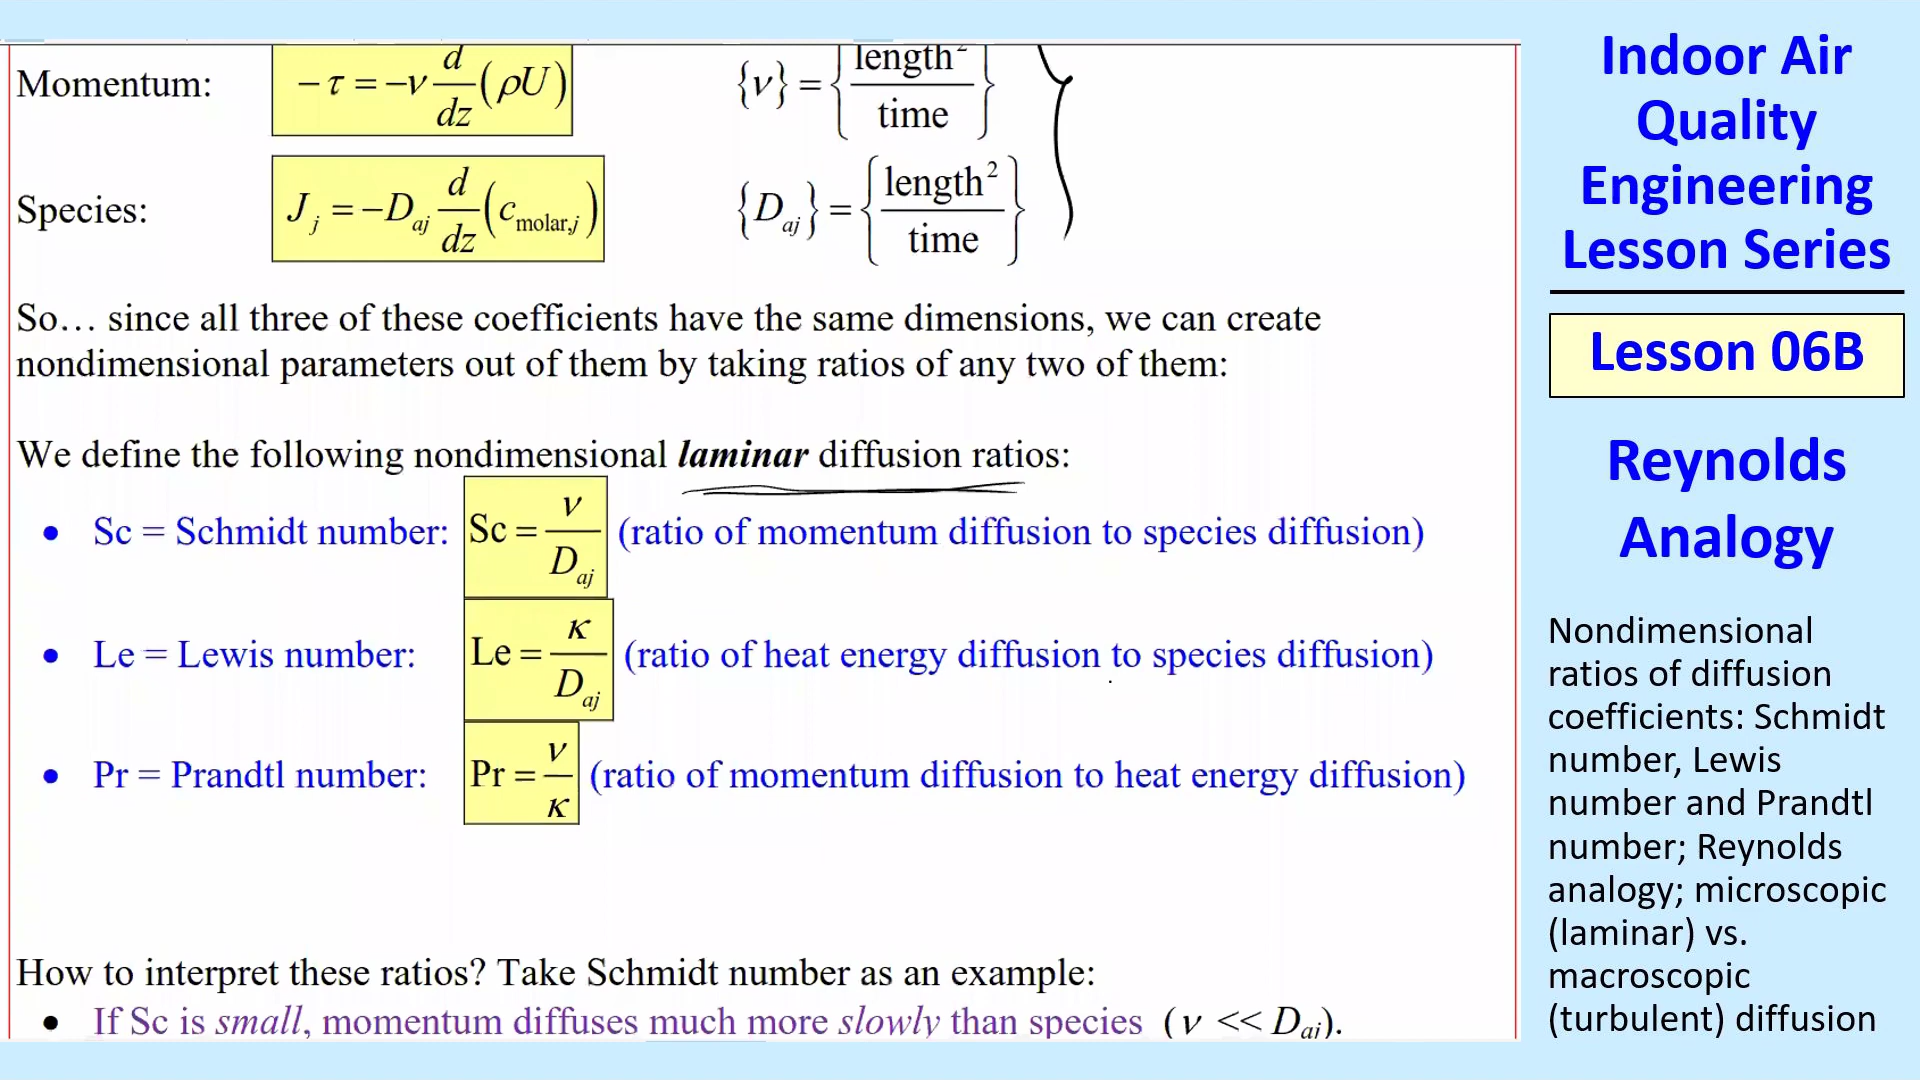 Momentum: −τ = −ν d/dz (ρU) {ν} = {length²/time}
Species: J_j = −D_aj d/dz (c_molar,j) {D_aj} = {length²/time}
So… since all three of these coefficients have the same dimensions, we can create
nondimensional parameters out of them by taking ratios of any two of them:
We define the following nondimensional laminar diffusion ratios:
• Sc = Schmidt number: Sc = ν/D_aj (ratio of momentum diffusion to species diffusion)
• Le = Lewis number: Le = κ/D_aj (ratio of heat energy diffusion to species diffusion)
• Pr = Prandtl number: Pr = ν/κ (ratio of momentum diffusion to heat energy diffusion)
How to interpret these ratios? Take Schmidt number as an example:
• If Sc is small, momentum diffuses much more slowly than species (ν << D_aj).
Indoor Air
Quality
Engineering
Lesson Series
Lesson 06B
Reynolds
Analogy
Nondimensional
ratios of diffusion
coefficients: Schmidt
number, Lewis
number and Prandtl
number; Reynolds
analogy; microscopic
(laminar) vs.
macroscopic
(turbulent) diffusion